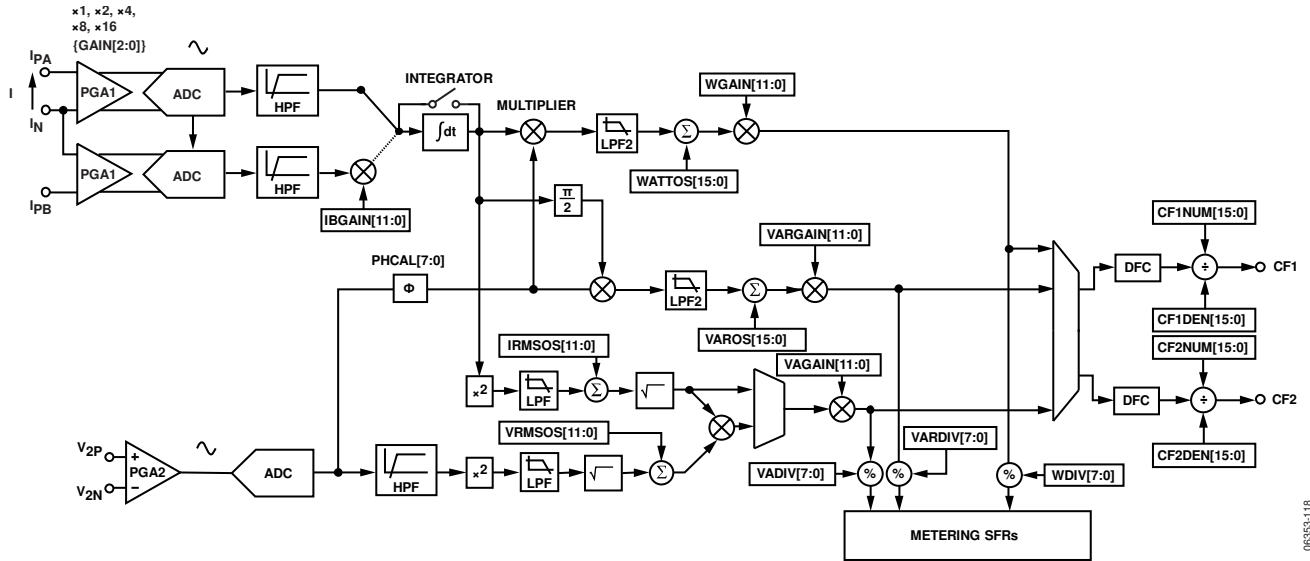 ×1, ×2, ×4,
×8, ×16
{GAIN[2:0]}
IPA
I
IN
IPB
PGA1
ADC
HPF
PGA1
ADC
HPF
IBGAIN[11:0]
INTEGRATOR
∫dt
MULTIPLIER
LPF2
Σ
WATTOS[15:0]
WGAIN[11:0]
π
2
PHCAL[7:0]
Φ
LPF2
Σ
VAROS[15:0]
VARGAIN[11:0]
IRMSOS[11:0]
×2
LPF
Σ
√
VAGAIN[11:0]
V2P
V2N
+
−
PGA2
ADC
HPF
×2
LPF
√
Σ
VRMSOS[11:0]
VARDIV[7:0]
VADIV[7:0]
%
%
%
WDIV[7:0]
METERING SFRs
CF1NUM[15:0]
DFC
÷
CF1
CF1DEN[15:0]
CF2NUM[15:0]
DFC
÷
CF2
CF2DEN[15:0]
06353-118